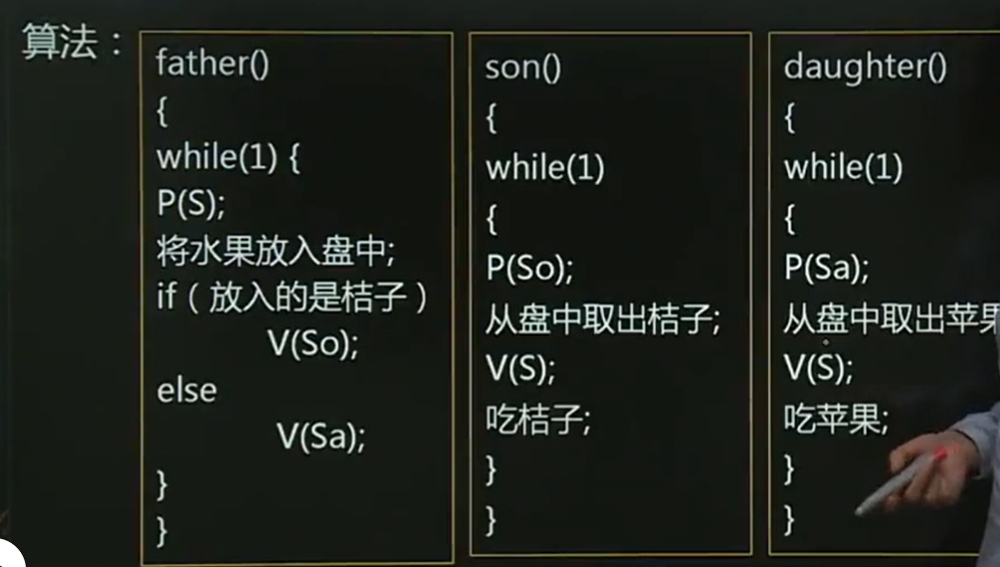 算法：
father()
{
while(1) {
P(S);
将水果放入盘中;
if（放入的是桔子）
V(So);
else
V(Sa);
}
}
son()
{
while(1)
{
P(So);
从盘中取出桔子;
V(S);
吃桔子;
}
}
daughter()
{
while(1)
{
P(Sa);
从盘中取出苹果
V(S);
吃苹果;
}
}